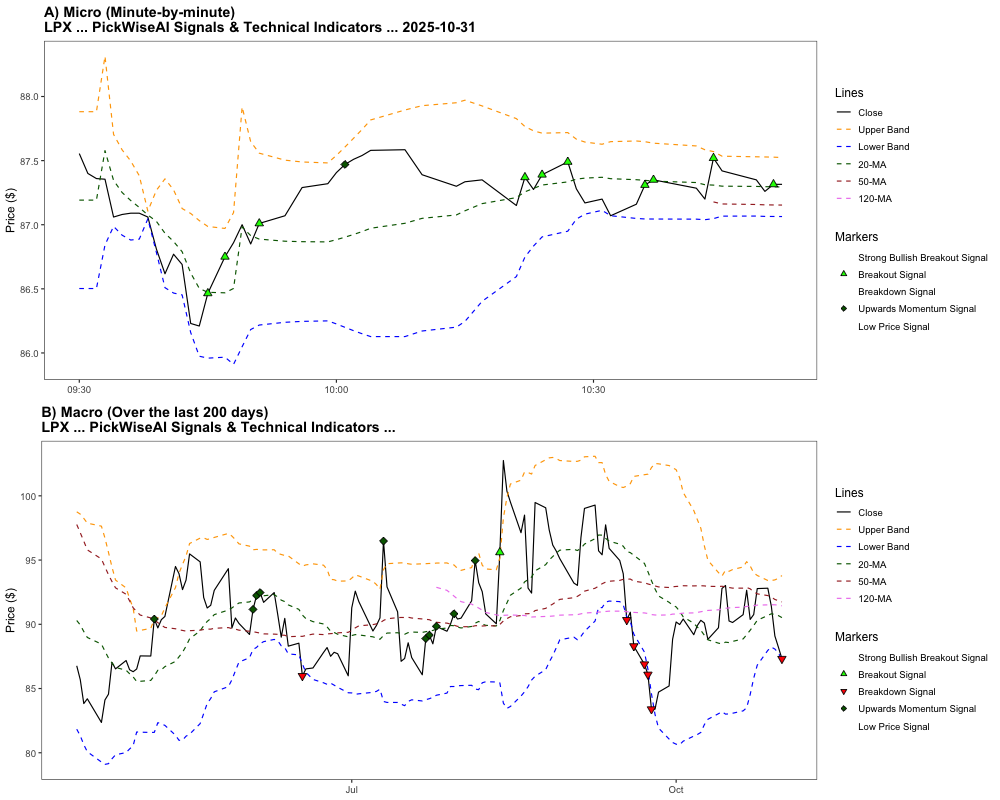 A) Micro (Minute-by-minute)
LPX ... PickWiseAI Signals & Technical Indicators ... 2025-10-31
Price ($)
88.0
87.5
87.0
86.5
86.0
09:30
10:00
10:30
Lines
Close
Upper Band
Lower Band
20-MA
50-MA
120-MA
Markers
Strong Bullish Breakout Signal
Breakout Signal
Breakdown Signal
Upwards Momentum Signal
Low Price Signal
B) Macro (Over the last 200 days)
LPX ... PickWiseAI Signals & Technical Indicators ...
Price ($)
100
95
90
85
80
Jul
Oct
Lines
Close
Upper Band
Lower Band
20-MA
50-MA
120-MA
Markers
Strong Bullish Breakout Signal
Breakout Signal
Breakdown Signal
Upwards Momentum Signal
Low Price Signal